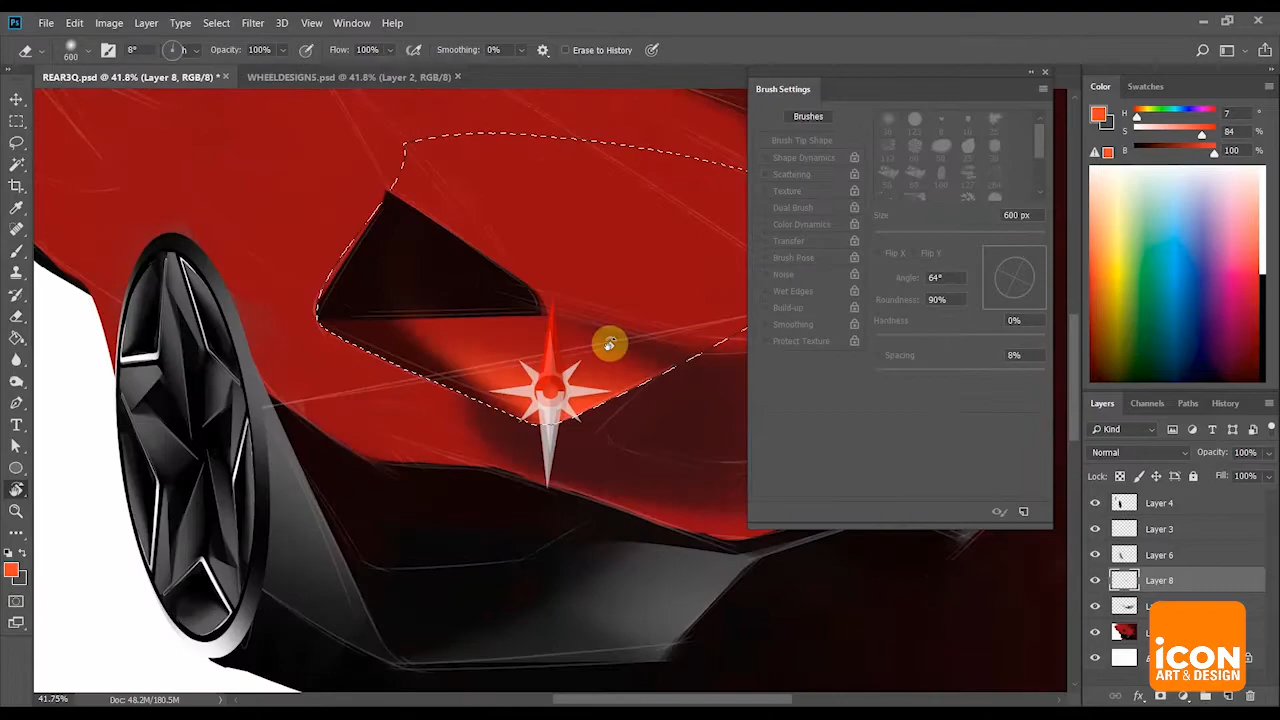 Ps File Edit Image Layer Type Select Filter 3D View Window Help
600 8° Opacity: 100% Flow: 100% Smoothing: 0% Erase to History
REAR3Q.psd @ 41.8% (Layer 8, RGB/8) * × WHEELDESIGNS.psd @ 41.8% (Layer 2, RGB/8) ×
Brush Settings
Brushes
Brush Tip Shape
Shape Dynamics
Scattering
Texture
Dual Brush
Color Dynamics
Transfer
Brush Pose
Noise
Wet Edges
Build-up
Smoothing
Protect Texture
Size 600 px
Flip X Flip Y
Angle: 64°
Roundness: 90%
Hardness 0%
Spacing 8%
Color Swatches
H 7 °
S 84 %
B 100 %
Layers Channels Paths History
Kind
Normal Opacity: 100%
Lock: Fill: 100%
Layer 4
Layer 3
Layer 6
Layer 8
iCON
ART & DESIGN
41.75% Doc: 48.2M/180.5M